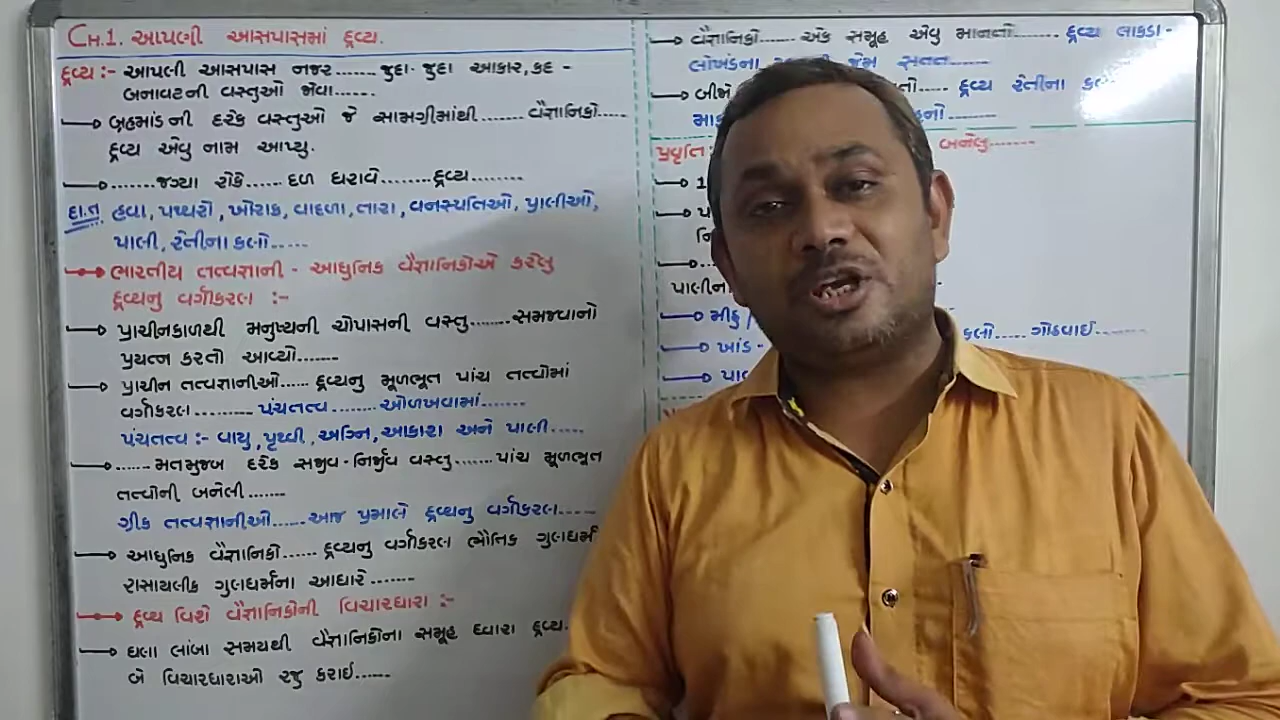 CH.1. આપણી આસપાસમાં દ્રવ્ય.
દ્રવ્ય :- આપણી આસપાસ નજર....... જુદા-જુદા આકાર, કદ -
બનાવટની વસ્તુઓ જોવા......
બ્રહ્માંડની દરેક વસ્તુઓ જે સામગ્રીમાંથી....... વૈજ્ઞાનિકો.....
દ્રવ્ય એવુ નામ આપ્યુ.
....... જગ્યા રોકે...... દળ ધરાવે........ દ્રવ્ય........
દા.ત હવા, પથ્થરો, ખોરાક, વાદળા, તારા, વનસ્પતિઓ, પ્રાણીઓ,
પાણી, રેતીના કણો.....
ભારતીય તત્વજ્ઞાની - આધુનિક વૈજ્ઞાનિકોએ કરેલુ
દ્રવ્યનુ વર્ગીકરણ :-
પ્રાચીનકાળથી મનુષ્યની ચોપાસની વસ્તુ....... સમજવાનો
પ્રયત્ન કરતો આવ્યો.......
પ્રાચીન તત્વજ્ઞાનીઓ..... દ્રવ્યનુ મૂળભૂત પાંચ તત્વોમાં
વર્ગીકરણ.......... પંચતત્વ........ ઓળખવામાં.......
પંચતત્વ :- વાયુ, પૃથ્વી, અગ્નિ, આકાશ અને પાણી.....
...... મતમુજબ દરેક સજીવ-નિર્જીવ વસ્તુ....... પાંચ મૂળભૂત
તત્વોની બનેલી.......
ગ્રીક તત્વજ્ઞાનીઓ...... આજ પ્રમાણે દ્રવ્યનુ વર્ગીકરણ......
આધુનિક વૈજ્ઞાનિકો...... દ્રવ્યનુ વર્ગીકરણ ભૌતિક ગુણધર્મ
રાસાયણીક ગુણધર્મના આધારે........
દ્રવ્ય વિશે વૈજ્ઞાનિકોની વિચારધારા :-
ઘણા લાંબા સમયથી વૈજ્ઞાનિકોના સમૂહ દ્વારા દ્રવ્ય.
બે વિચારધારાઓ રજુ કરાઈ......
વૈજ્ઞાનિકો...... એક સમૂહ એવુ માનતો........ દ્રવ્ય લાકડા -
લોખંડના જેમ સતત......
બીજો દ્રવ્ય રેતીના
પ્રવૃતિ: બનેલુ........
મીઠુ કણો..... ગોઠવાઈ.........
ખાંડ -